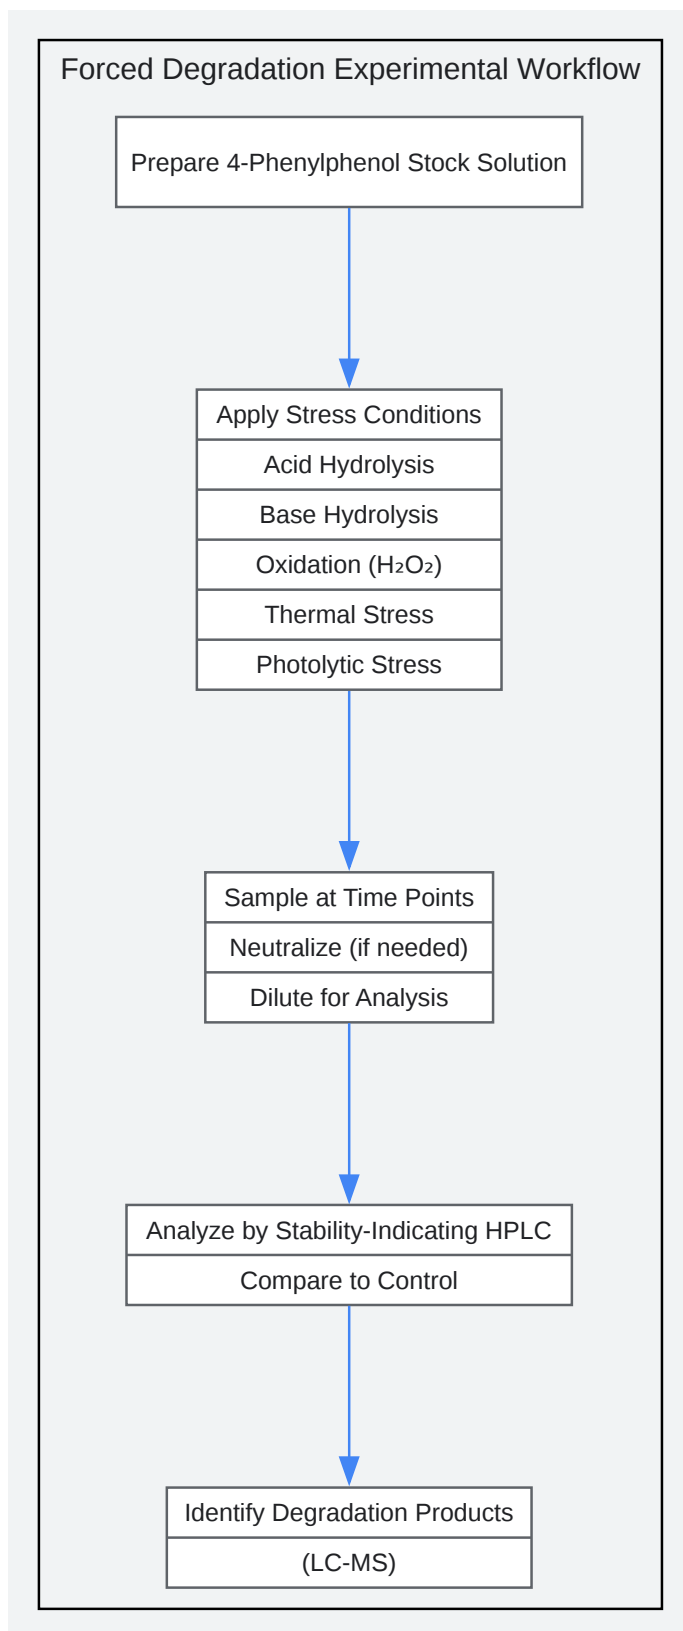 Forced Degradation Experimental Workflow
Prepare 4-Phenylphenol Stock Solution
Apply Stress Conditions
Acid Hydrolysis
Base Hydrolysis
Oxidation (H₂O₂)
Thermal Stress
Photolytic Stress
Sample at Time Points
Neutralize (if needed)
Dilute for Analysis
Analyze by Stability-Indicating HPLC
Compare to Control
Identify Degradation Products
(LC-MS)